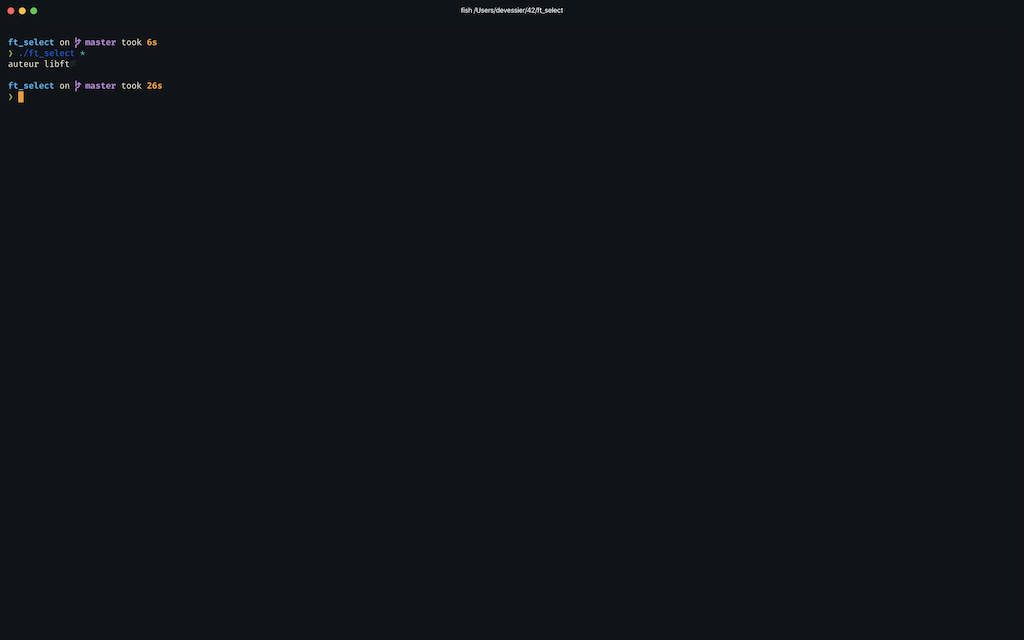 fish /Users/devessier/42/ft_select
ft_select on master took 6s
❯ ./ft_select *
auteur libft
ft_select on master took 26s
❯